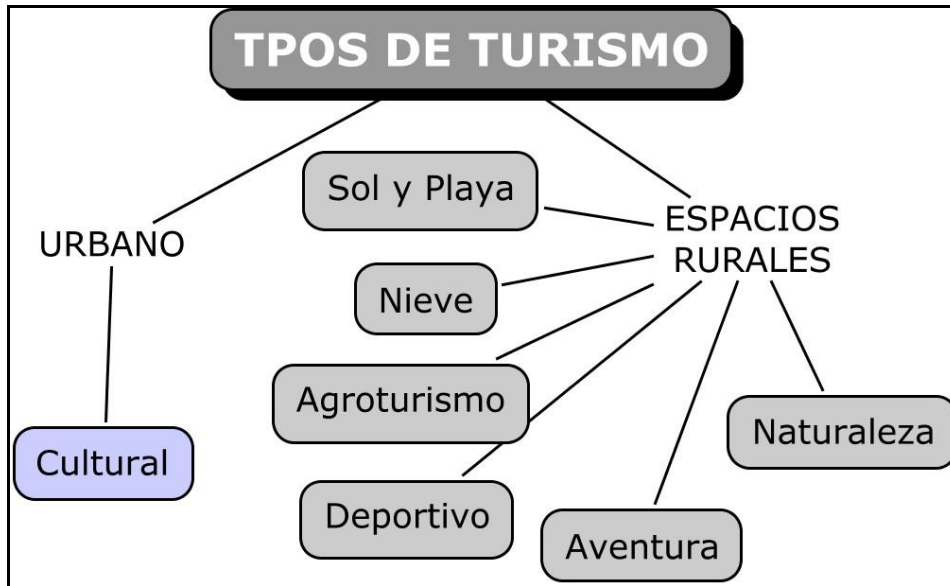 TPOS DE TURISMO
URBANO
Cultural
ESPACIOS
RURALES
Sol y Playa
Nieve
Agroturismo
Deportivo
Aventura
Naturaleza